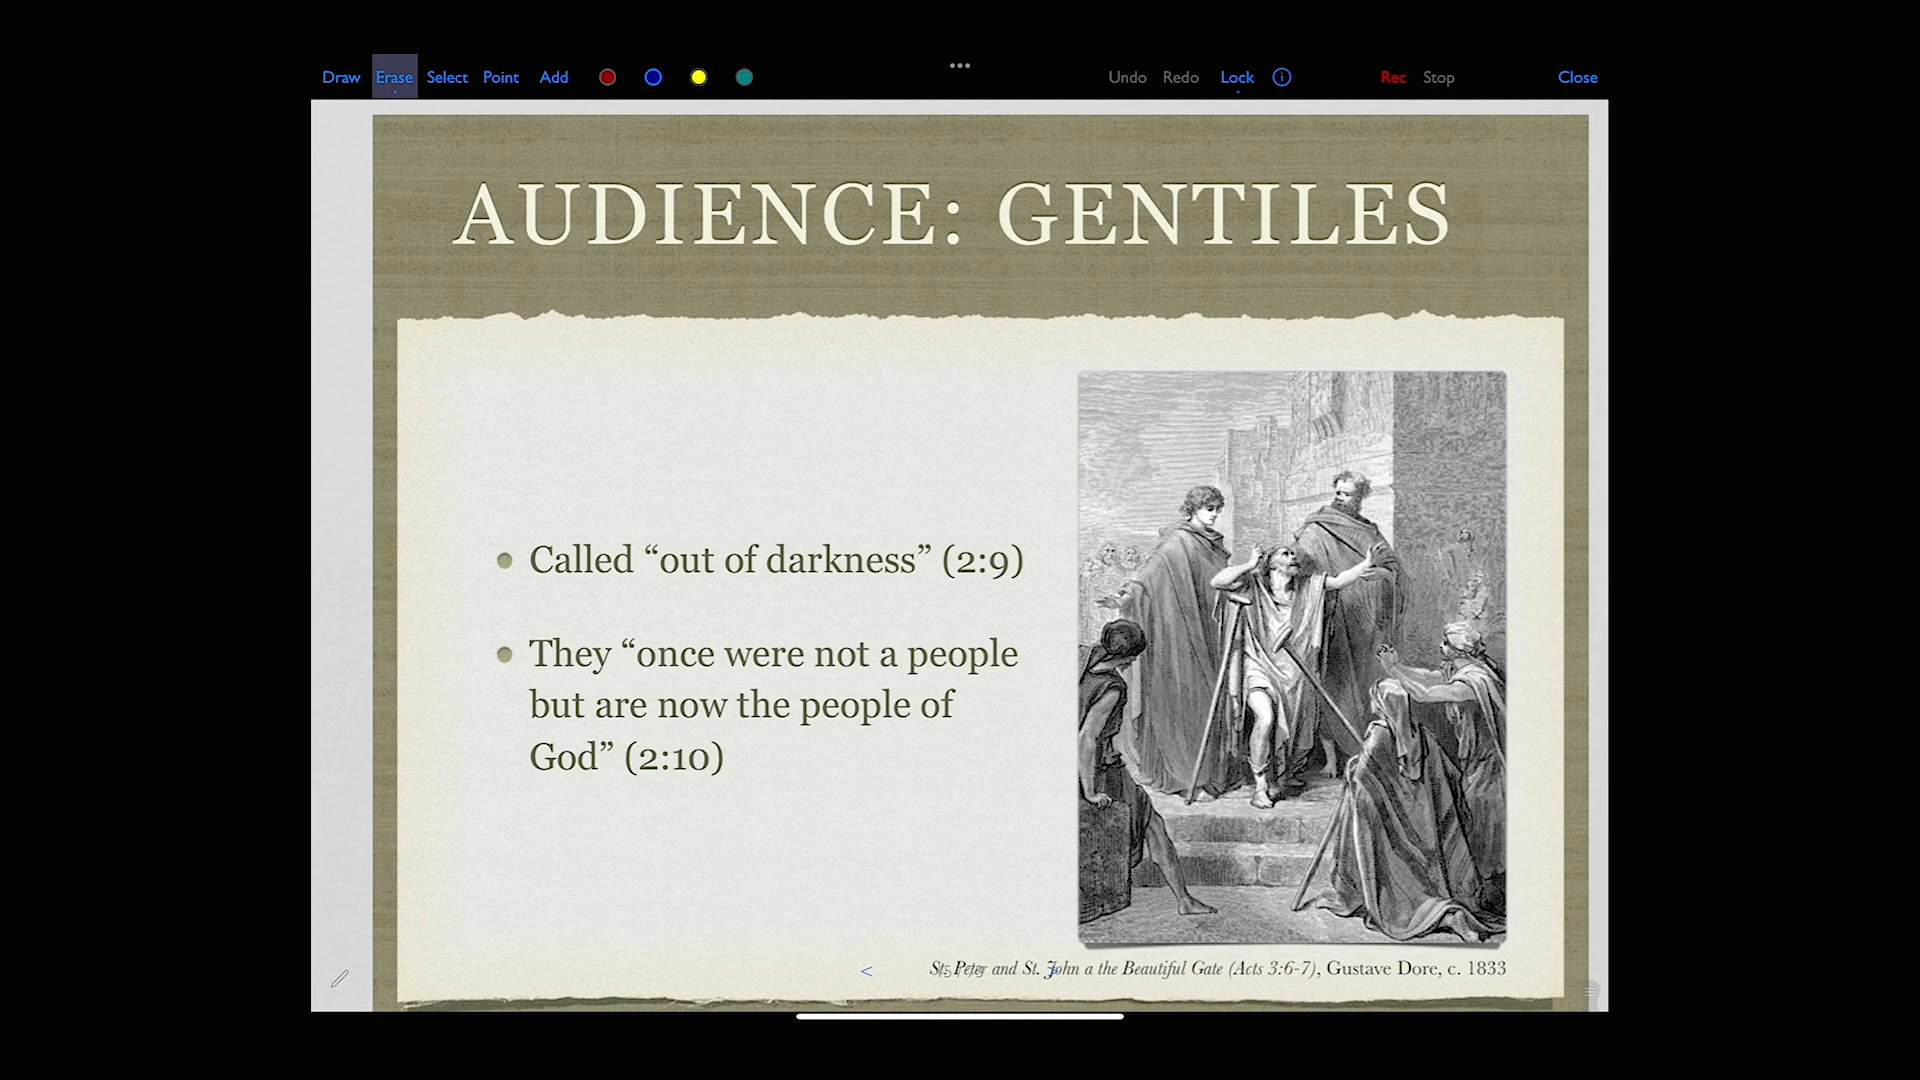 Draw Erase Select Point Add Undo Redo Lock Rec Stop Close
AUDIENCE: GENTILES
• Called “out of darkness” (2:9)
• They “once were not a people
but are now the people of
God” (2:10)
< >
St. Peter and St. John a the Beautiful Gate (Acts 3:6-7), Gustave Dore, c. 1833